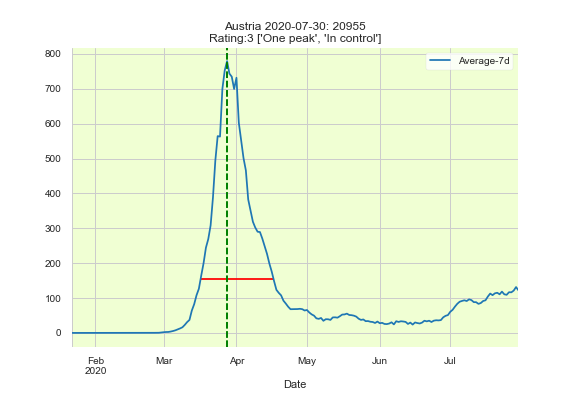 Austria 2020-07-30: 20955
Rating:3 ['One peak', 'In control']
Average-7d
800
700
600
500
400
300
200
100
0
Feb
2020
Mar
Apr
May
Jun
Jul
Date